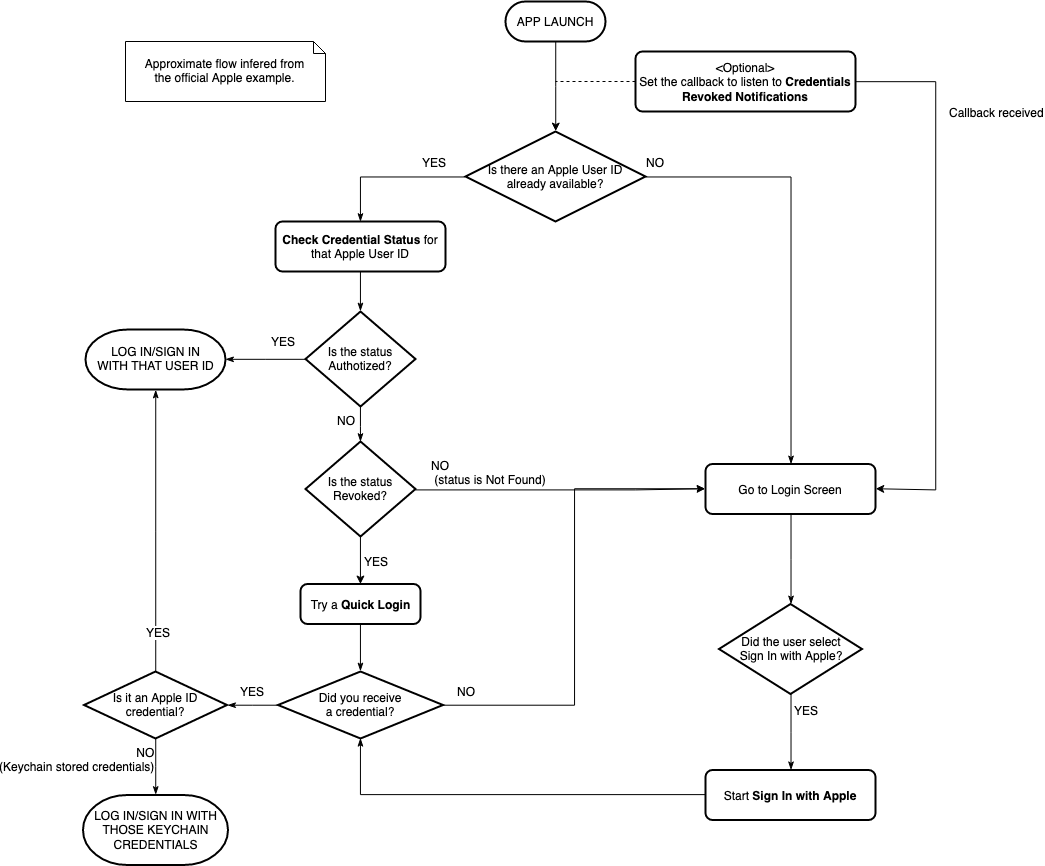 APP LAUNCH
Approximate flow infered from
the official Apple example.
<Optional>
Set the callback to listen to Credentials
Revoked Notifications
Callback received
YES
Is there an Apple User ID
already available?
NO
Check Credential Status for
that Apple User ID
LOG IN/SIGN IN
WITH THAT USER ID
YES
Is the status
Authotized?
NO
Is the status
Revoked?
NO
(status is Not Found)
Go to Login Screen
YES
Try a Quick Login
YES
Did the user select
Sign In with Apple?
Is it an Apple ID
credential?
YES
Did you receive
a credential?
NO
YES
NO
(Keychain stored credentials)
Start Sign In with Apple
LOG IN/SIGN IN WITH
THOSE KEYCHAIN
CREDENTIALS